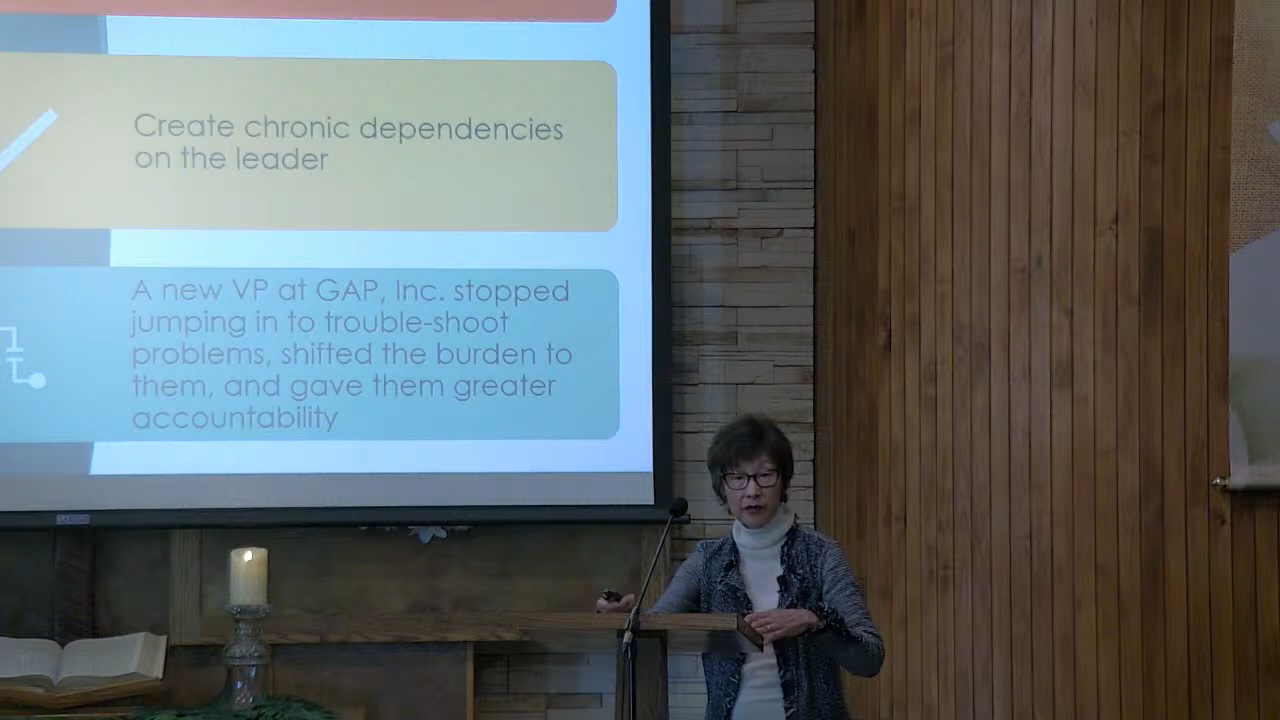 Create chronic dependencies
on the leader
A new VP at GAP, Inc. stopped
jumping in to trouble-shoot
problems, shifted the burden to
them, and gave them greater
accountability